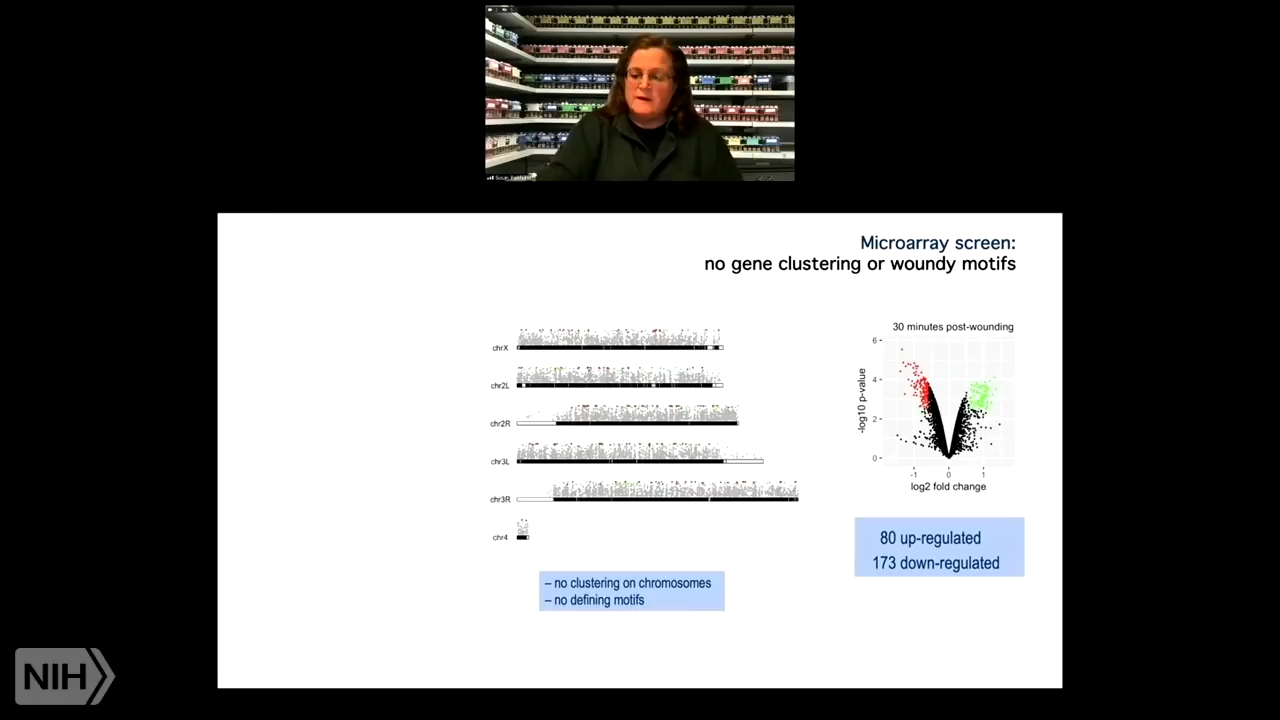 Susan Parkhurst
Microarray screen:
no gene clustering or woundy motifs
chrX
chr2L
chr2R
chr3L
chr3R
chr4
– no clustering on chromosomes
– no defining motifs
30 minutes post-wounding
-log10 p-value
6
4
2
0
-1
0
1
log2 fold change
80 up-regulated
173 down-regulated
NIH